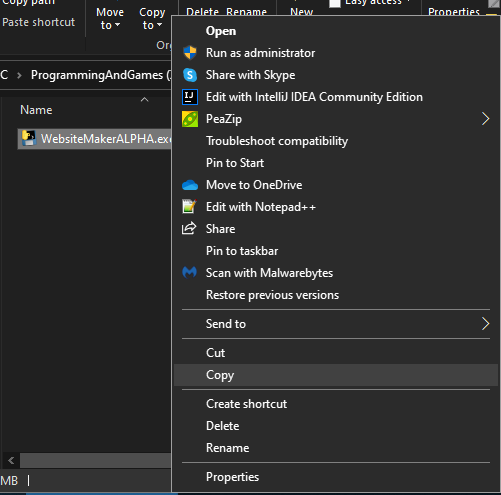 Copy path
Paste shortcut
Move to
Copy to
Delete
Rename
New
Easy access
Properties
C > ProgrammingAndGames (
Name
WebsiteMakerALPHA.exe
Open
Run as administrator
Share with Skype
Edit with IntelliJ IDEA Community Edition
PeaZip
Troubleshoot compatibility
Pin to Start
Move to OneDrive
Edit with Notepad++
Share
Pin to taskbar
Scan with Malwarebytes
Restore previous versions
Send to
Cut
Copy
Create shortcut
Delete
Rename
Properties
MB